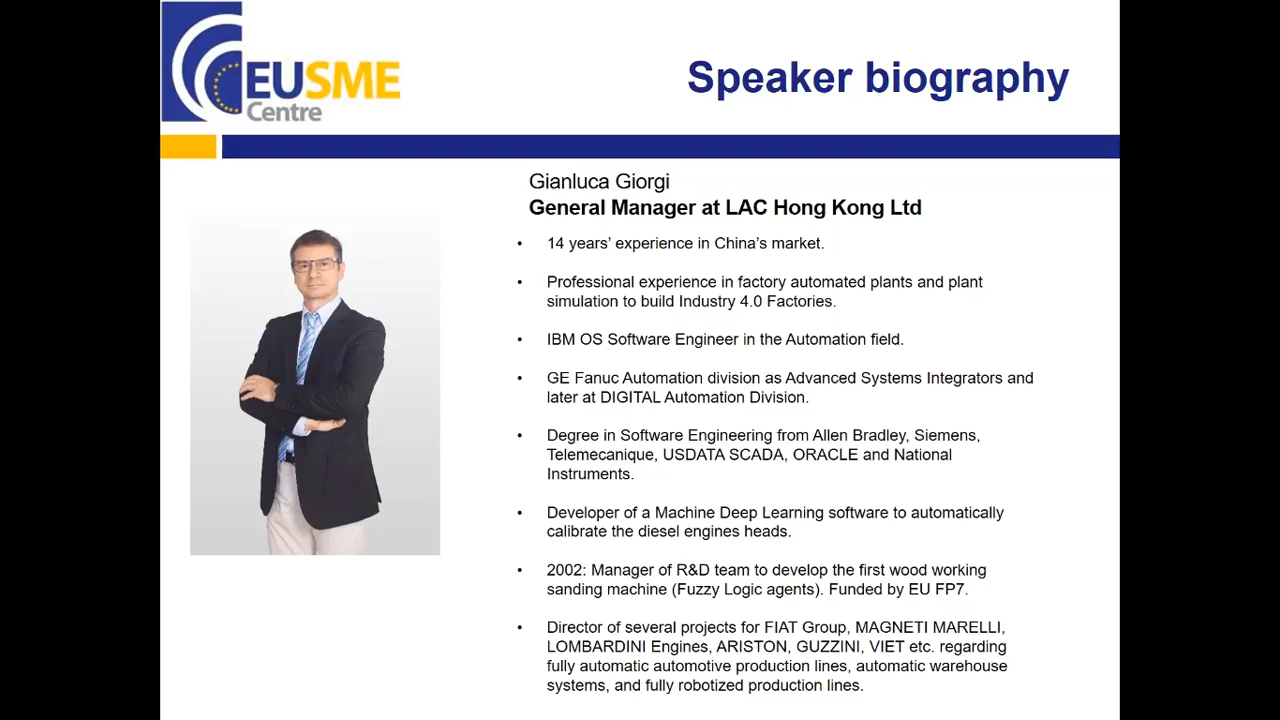 EUSME
Centre
Speaker biography
Gianluca Giorgi
General Manager at LAC Hong Kong Ltd
• 14 years’ experience in China’s market.
• Professional experience in factory automated plants and plant
simulation to build Industry 4.0 Factories.
• IBM OS Software Engineer in the Automation field.
• GE Fanuc Automation division as Advanced Systems Integrators and
later at DIGITAL Automation Division.
• Degree in Software Engineering from Allen Bradley, Siemens,
Telemecanique, USDATA SCADA, ORACLE and National
Instruments.
• Developer of a Machine Deep Learning software to automatically
calibrate the diesel engines heads.
• 2002: Manager of R&D team to develop the first wood working
sanding machine (Fuzzy Logic agents). Funded by EU FP7.
• Director of several projects for FIAT Group, MAGNETI MARELLI,
LOMBARDINI Engines, ARISTON, GUZZINI, VIET etc. regarding
fully automatic automotive production lines, automatic warehouse
systems, and fully robotized production lines.